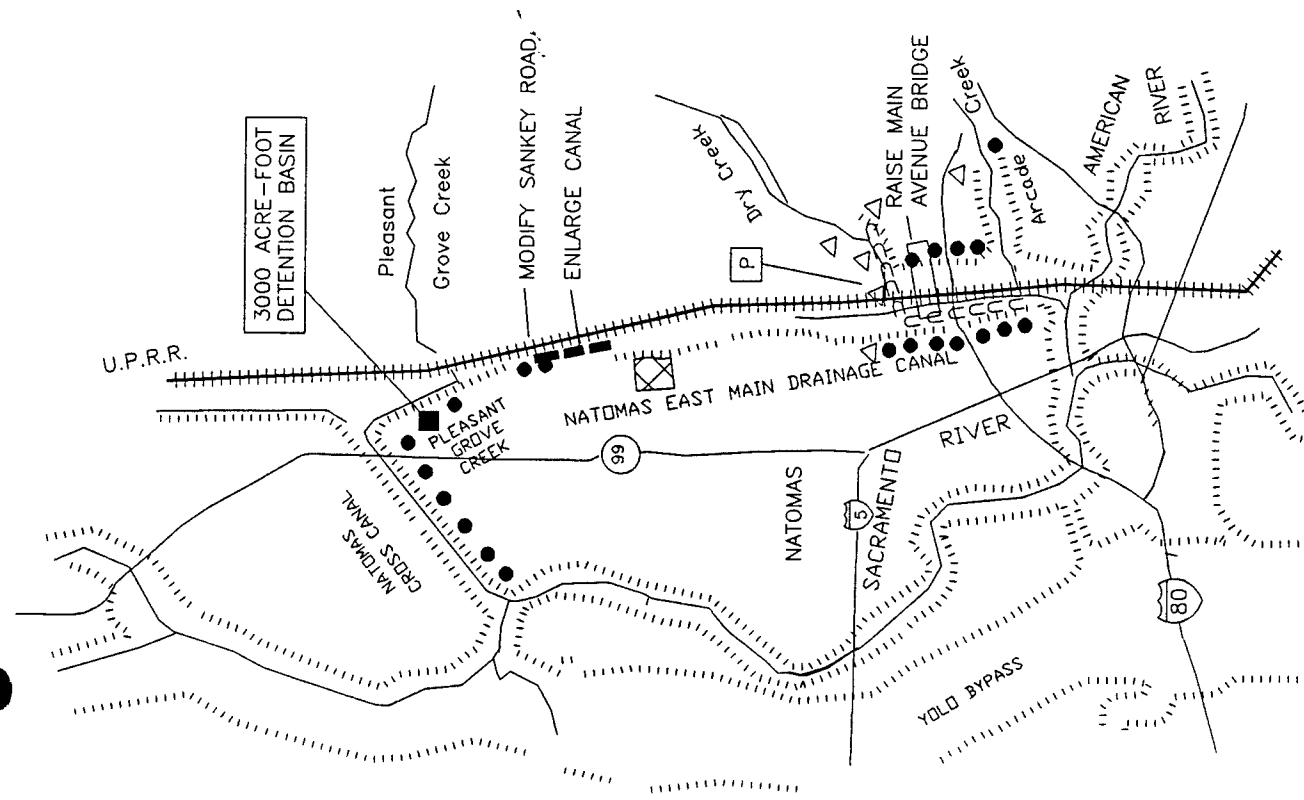 3000 ACRE-FOOT
DETENTION BASIN
Pleasant
Grove Creek
MODIFY SANKEY ROAD
ENLARGE CANAL
Dry Creek
RAISE MAIN
AVENUE BRIDGE
Creek
Arcade
AMERICAN
RIVER
P
U.P.R.R.
PLEASANT
GROVE
CREEK
NATOMAS EAST MAIN DRAINAGE CANAL
99
NATOMAS
CROSS CANAL
NATOMAS
5
SACRAMENTO
RIVER
80
YOLO BYPASS